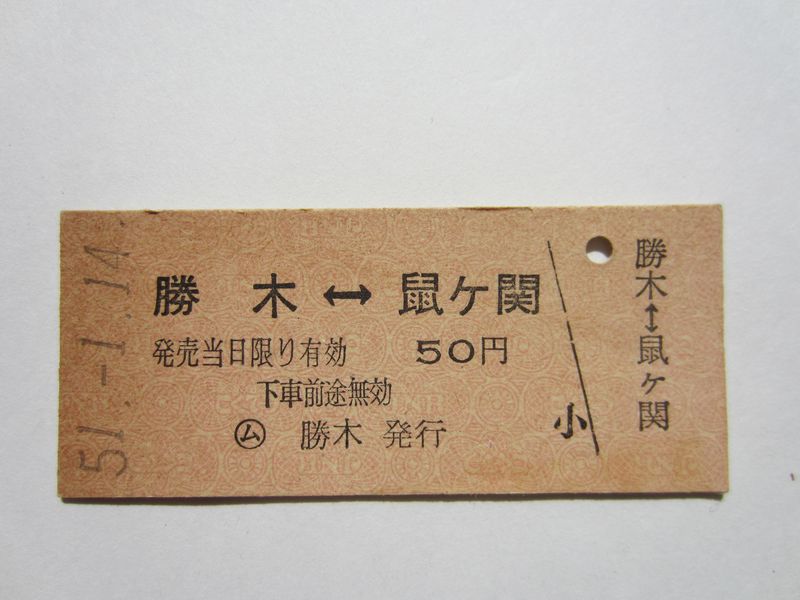 51.-1.14.
勝 木 ↔ 鼠ヶ関
発売当日限り有効 50円
下車前途無効
㋰ 勝木 発行
小
勝木↔鼠ヶ関